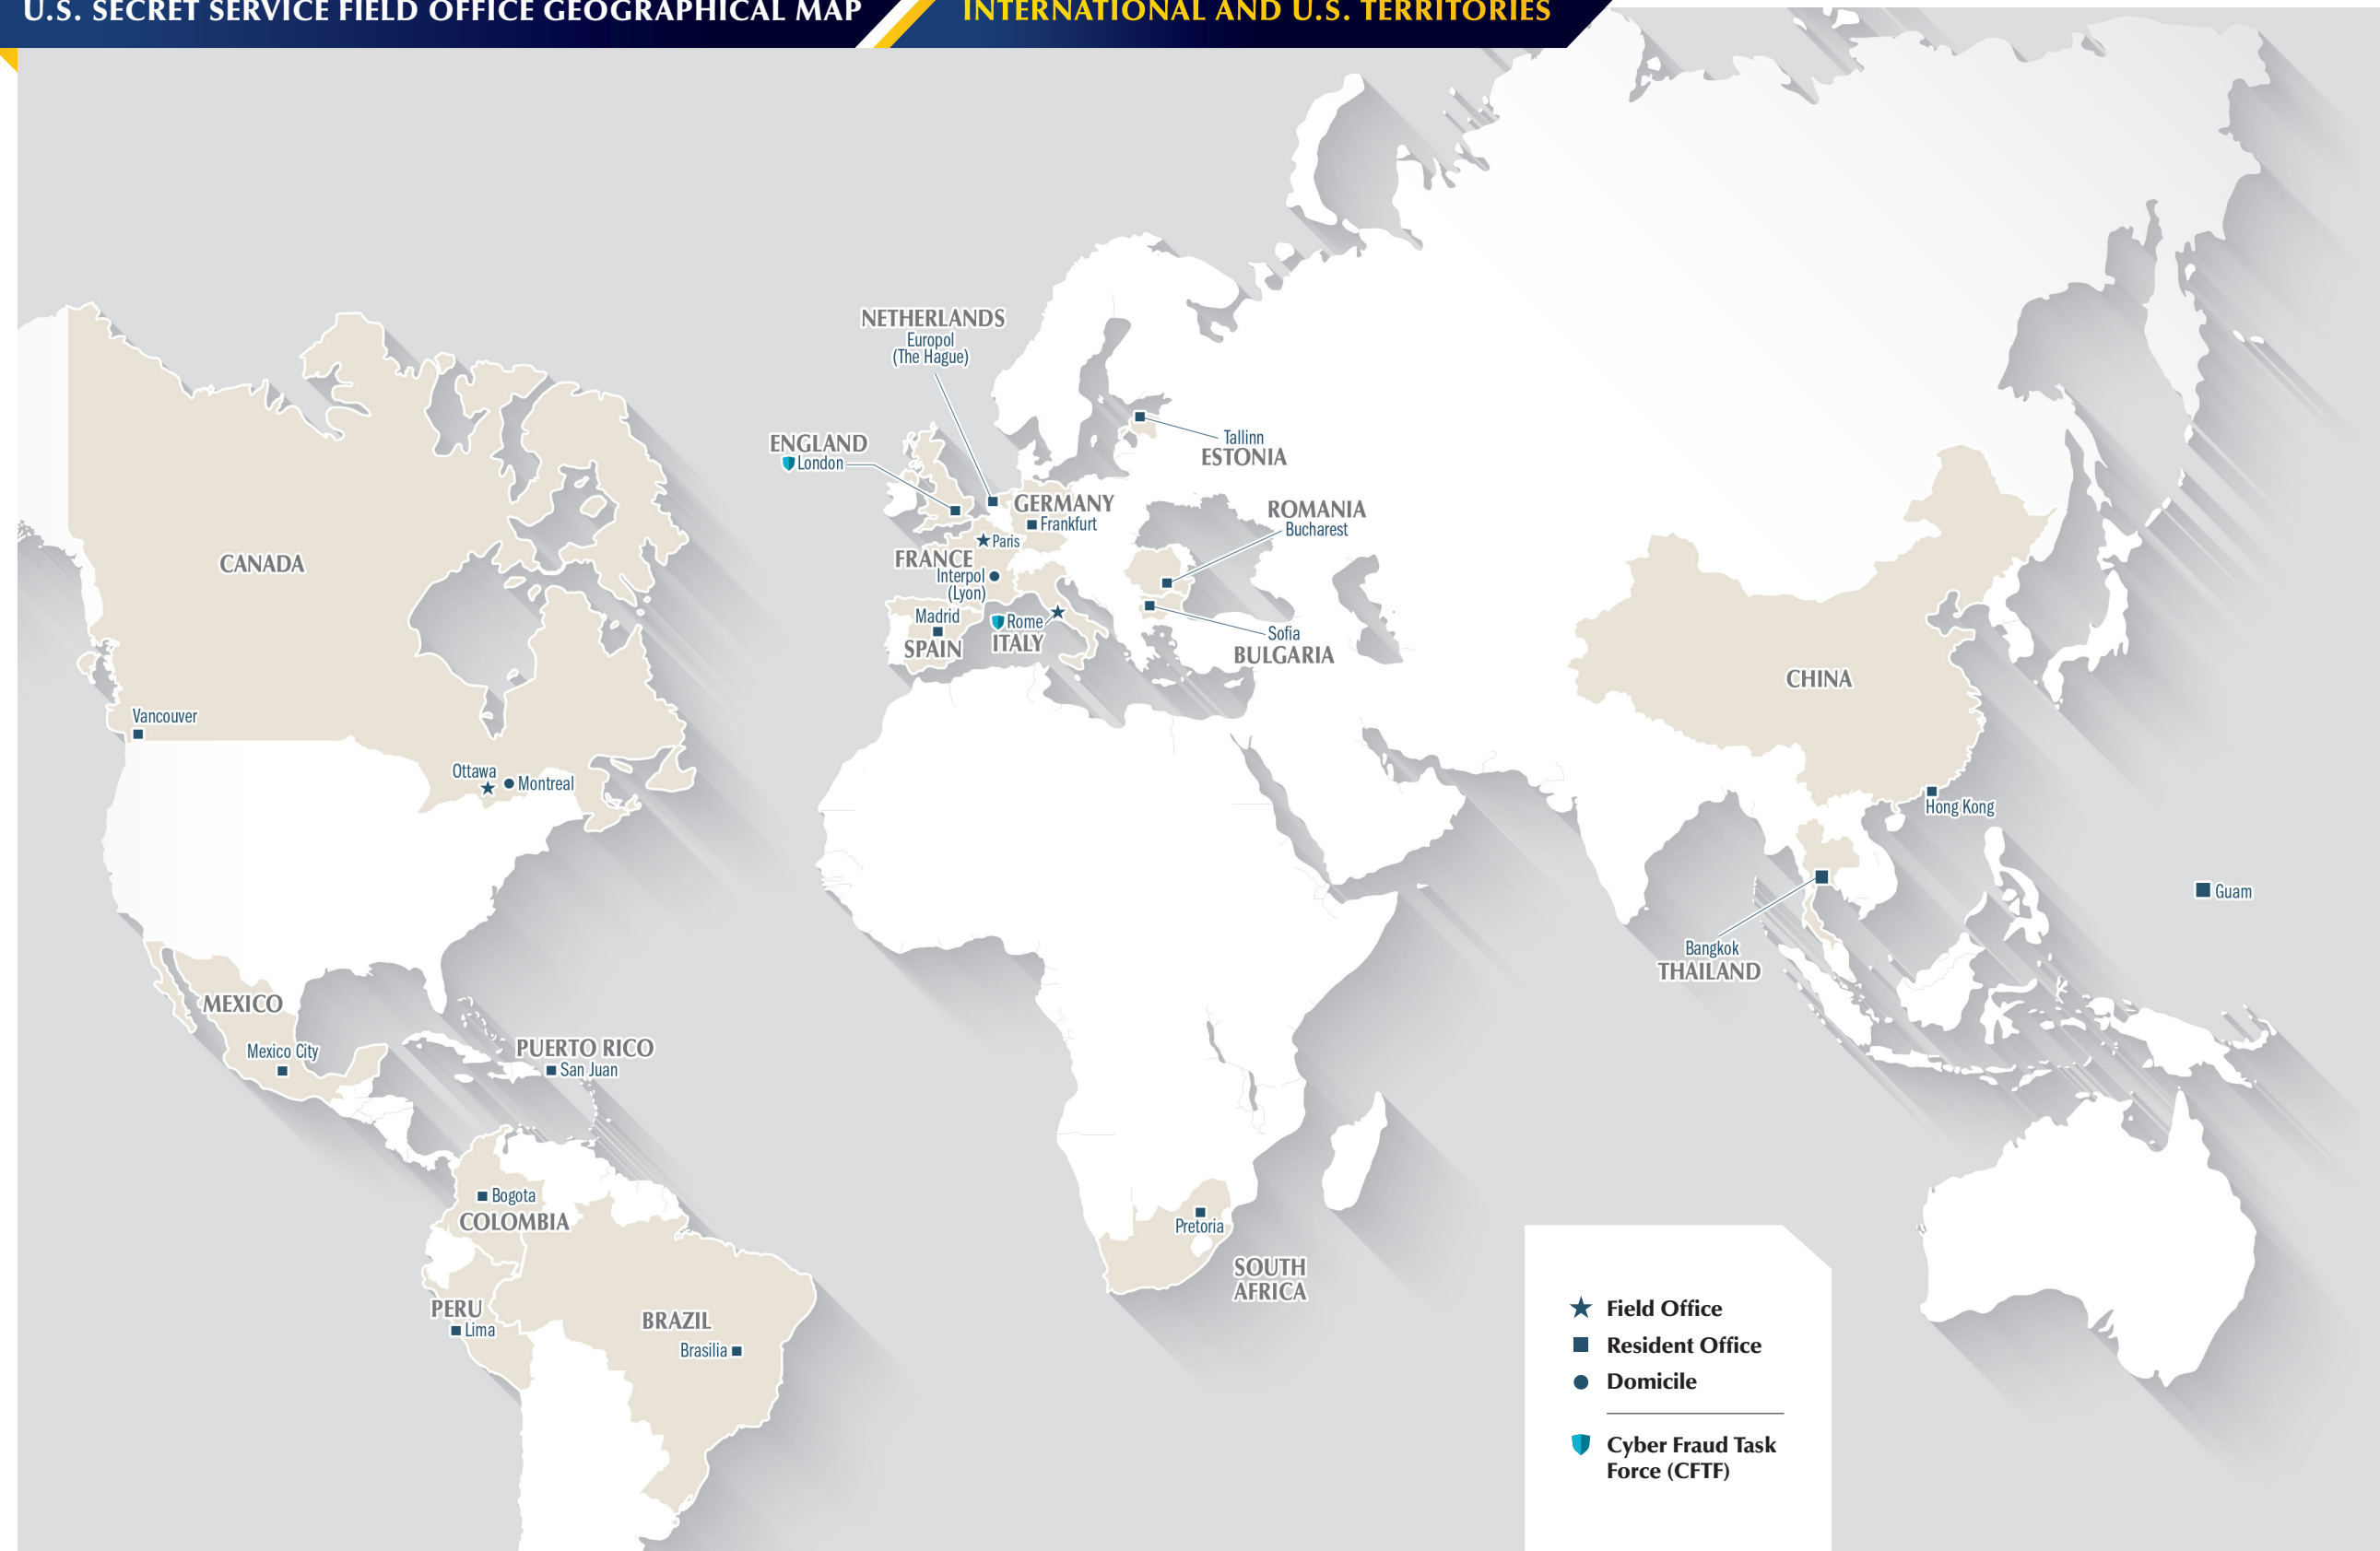 U.S. SECRET SERVICE FIELD OFFICE GEOGRAPHICAL MAP
INTERNATIONAL AND U.S. TERRITORIES
NETHERLANDS
Europol
(The Hague)
ENGLAND
London
Tallinn
ESTONIA
GERMANY
Frankfurt
ROMANIA
Bucharest
Paris
FRANCE
Interpol
(Lyon)
Madrid
SPAIN
Rome
ITALY
Sofia
BULGARIA
CANADA
Vancouver
Ottawa
Montreal
CHINA
Hong Kong
Guam
Bangkok
THAILAND
MEXICO
Mexico City
PUERTO RICO
San Juan
Bogota
COLOMBIA
PERU
Lima
BRAZIL
Brasilia
Pretoria
SOUTH
AFRICA
Field Office
Resident Office
Domicile
Cyber Fraud Task
Force (CFTF)